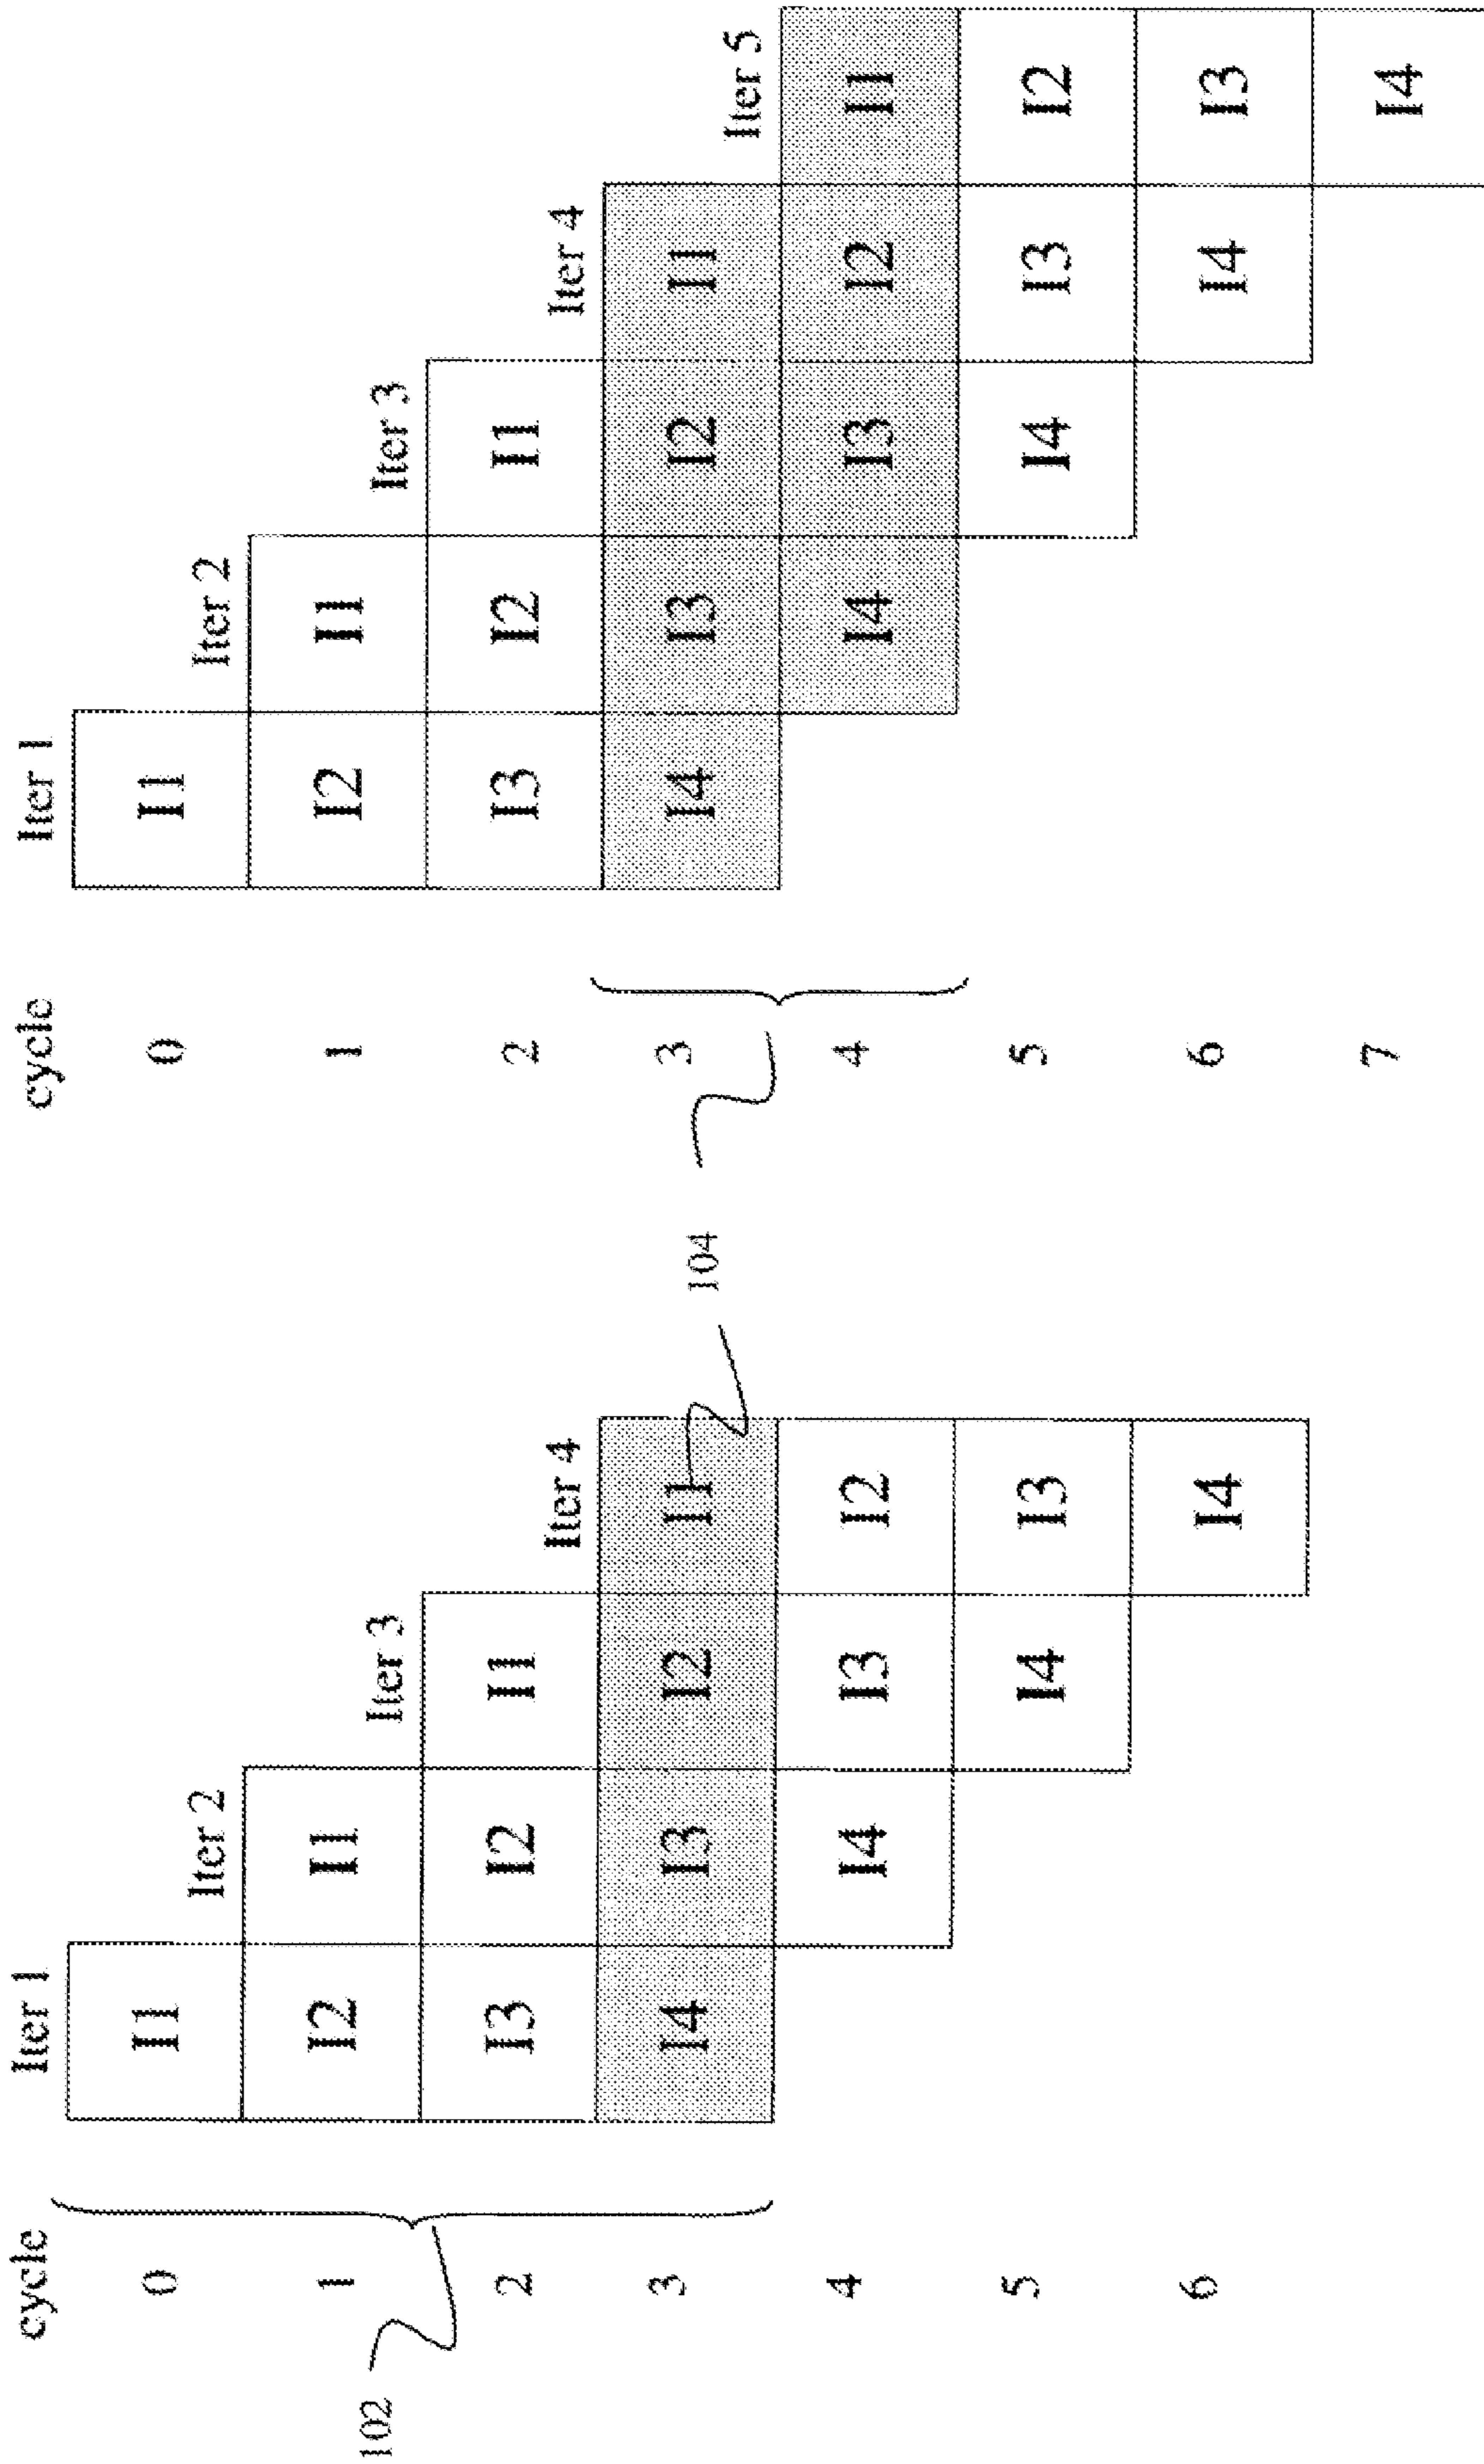 cycle Iter 1
0 I1 Iter 2
1 I2 I1 Iter 3
2 I3 I2 I1 Iter 4
3 I4 I3 I2 I1
4 I4 I3 I2
5 I4 I3
6 I4
102
104
cycle Iter 1
0 I1 Iter 2
1 I2 I1 Iter 3
2 I3 I2 I1 Iter 4
3 I4 I3 I2 I1 Iter 5
4 I4 I3 I2 I1
5 I4 I3 I2
6 I4 I3
7 I4